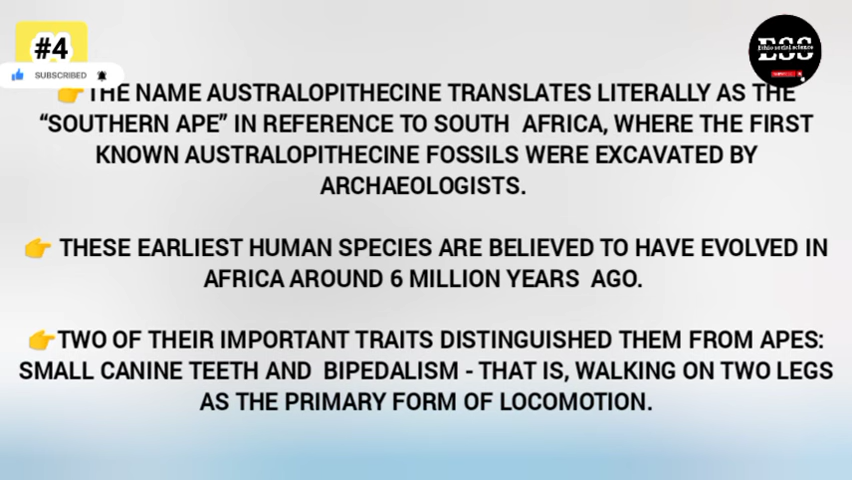 #4
SUBSCRIBED
ESS
Ethio social science
👉THE NAME AUSTRALOPITHECINE TRANSLATES LITERALLY AS THE
“SOUTHERN APE” IN REFERENCE TO SOUTH AFRICA, WHERE THE FIRST
KNOWN AUSTRALOPITHECINE FOSSILS WERE EXCAVATED BY
ARCHAEOLOGISTS.
👉 THESE EARLIEST HUMAN SPECIES ARE BELIEVED TO HAVE EVOLVED IN
AFRICA AROUND 6 MILLION YEARS AGO.
👉TWO OF THEIR IMPORTANT TRAITS DISTINGUISHED THEM FROM APES:
SMALL CANINE TEETH AND BIPEDALISM - THAT IS, WALKING ON TWO LEGS
AS THE PRIMARY FORM OF LOCOMOTION.